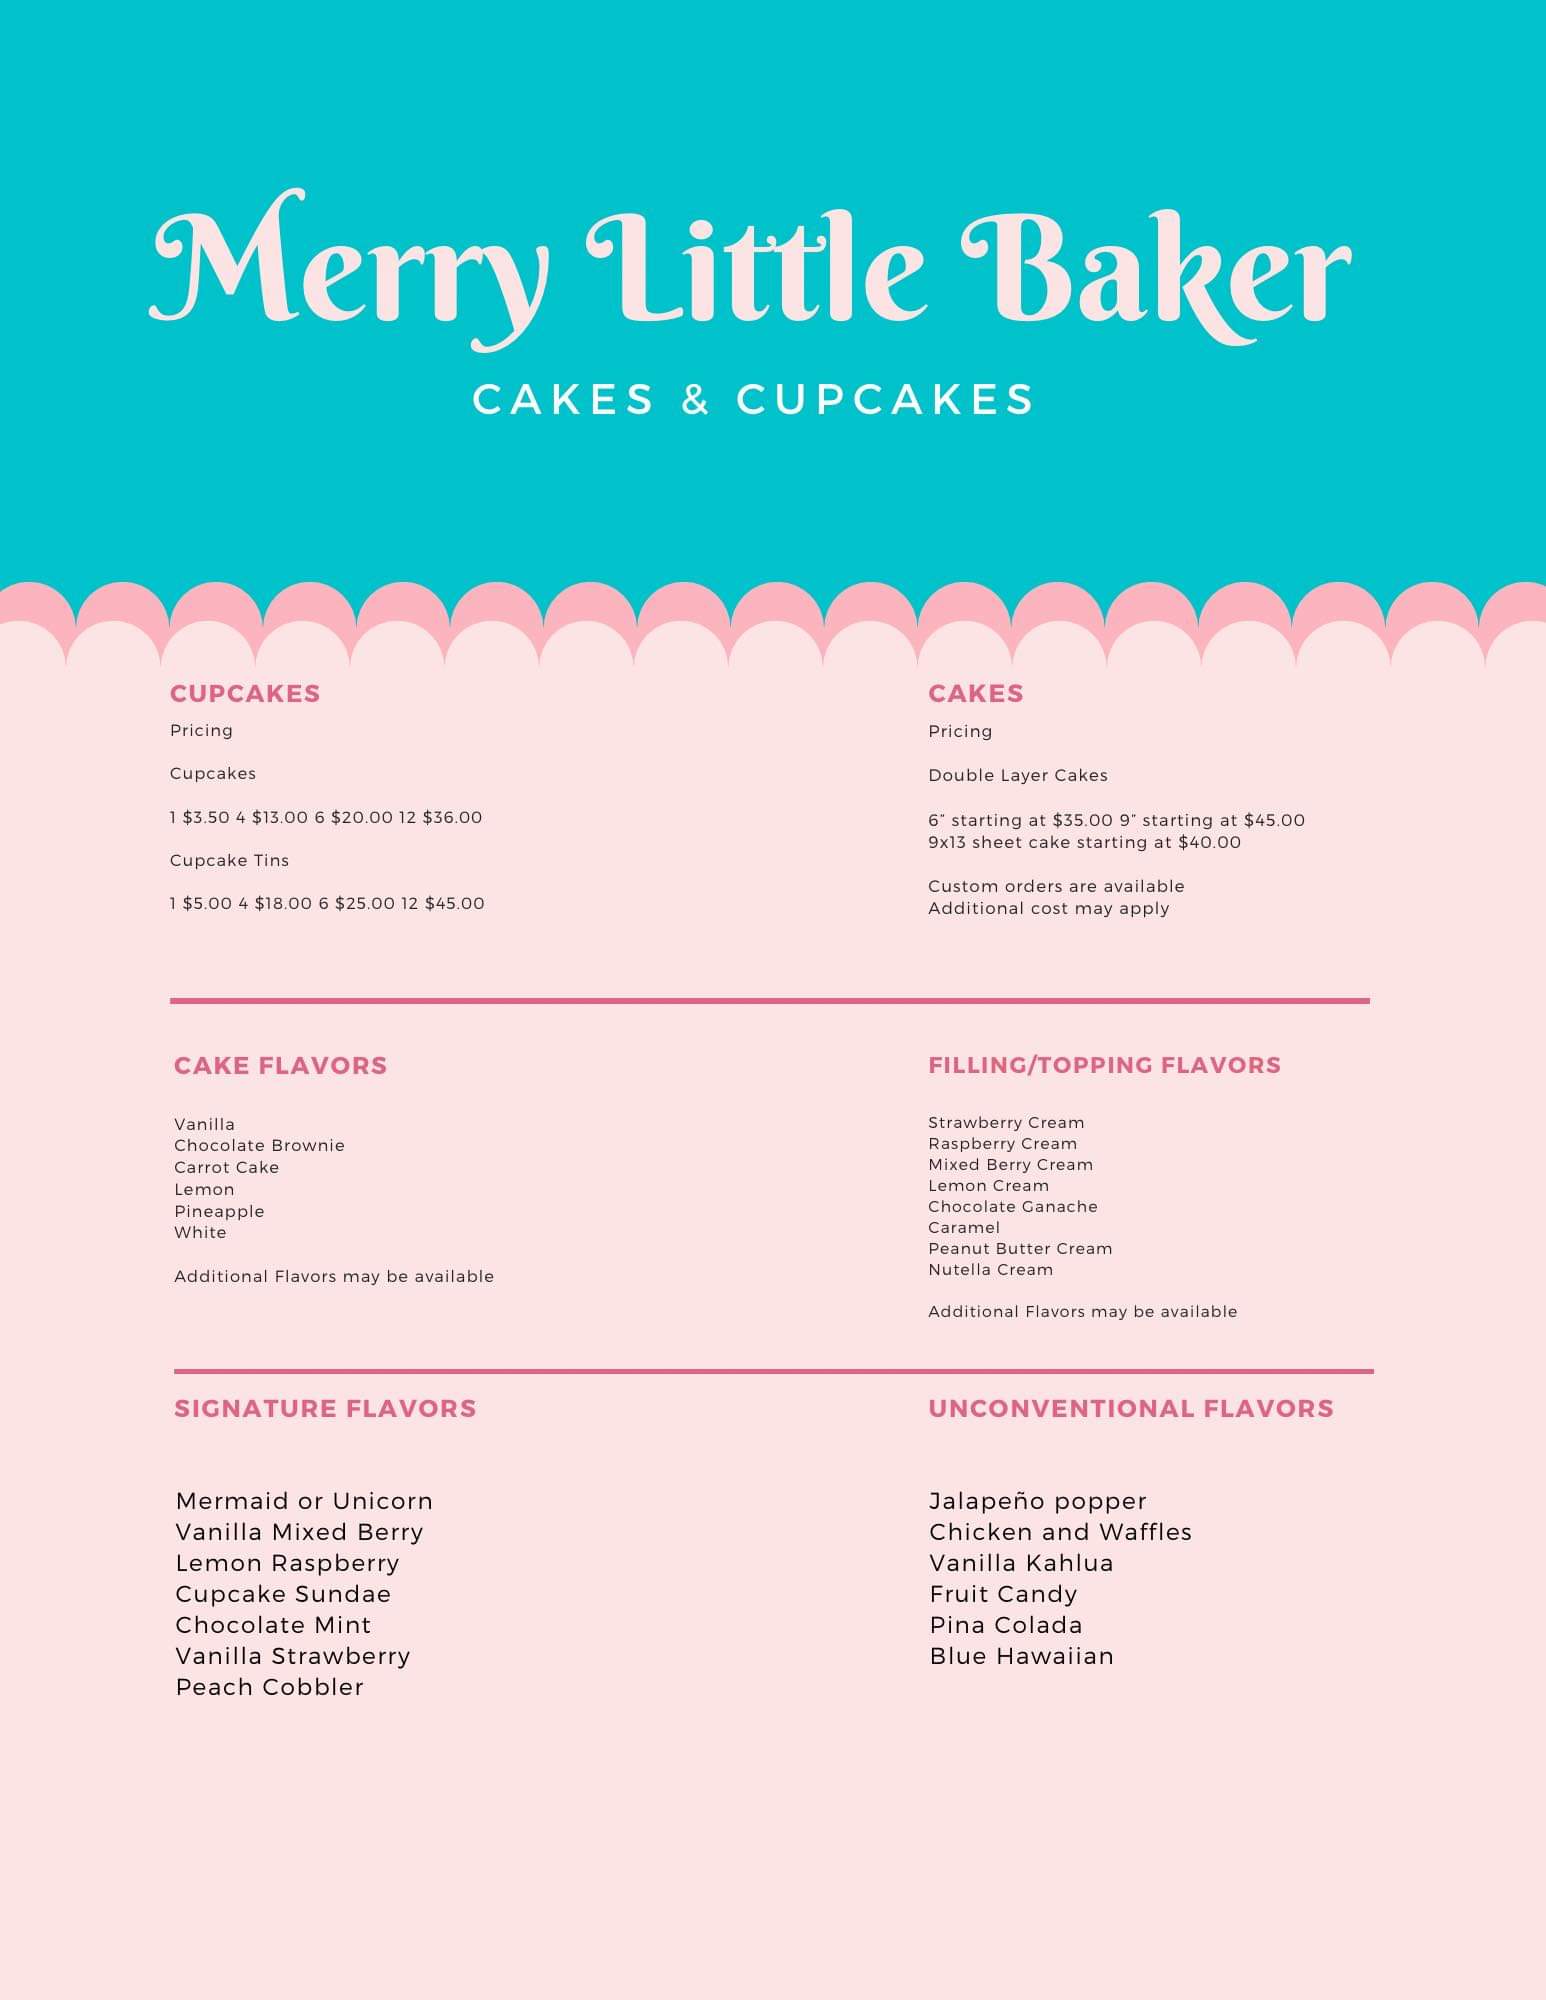 Merry Little Baker
CAKES & CUPCAKES
CUPCAKES
Pricing
Cupcakes
1 $3.50 4 $13.00 6 $20.00 12 $36.00
Cupcake Tins
1 $5.00 4 $18.00 6 $25.00 12 $45.00
CAKES
Pricing
Double Layer Cakes
6” starting at $35.00 9” starting at $45.00
9x13 sheet cake starting at $40.00
Custom orders are available
Additional cost may apply
CAKE FLAVORS
Vanilla
Chocolate Brownie
Carrot Cake
Lemon
Pineapple
White
Additional Flavors may be available
FILLING/TOPPING FLAVORS
Strawberry Cream
Raspberry Cream
Mixed Berry Cream
Lemon Cream
Chocolate Ganache
Caramel
Peanut Butter Cream
Nutella Cream
Additional Flavors may be available
SIGNATURE FLAVORS
Mermaid or Unicorn
Vanilla Mixed Berry
Lemon Raspberry
Cupcake Sundae
Chocolate Mint
Vanilla Strawberry
Peach Cobbler
UNCONVENTIONAL FLAVORS
Jalapeño popper
Chicken and Waffles
Vanilla Kahlua
Fruit Candy
Pina Colada
Blue Hawaiian